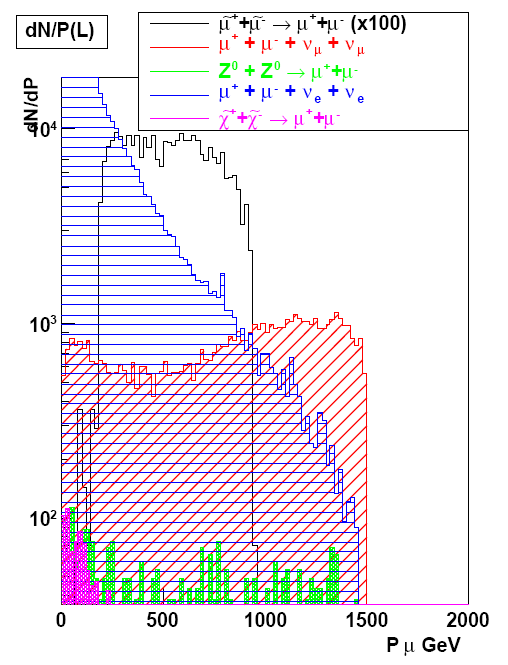 dN/P(L)
μ̃⁺+μ̃⁻ → μ⁺+μ⁻ (x100)
μ⁺ + μ⁻ + ν_μ + ν_μ
Z⁰ + Z⁰ → μ⁺+μ⁻
μ⁺ + μ⁻ + ν_e + ν_e
χ̃⁺+χ̃⁻ → μ⁺+μ⁻
dN/dP
10⁴
10³
10²
0 500 1000 1500 2000
P μ GeV